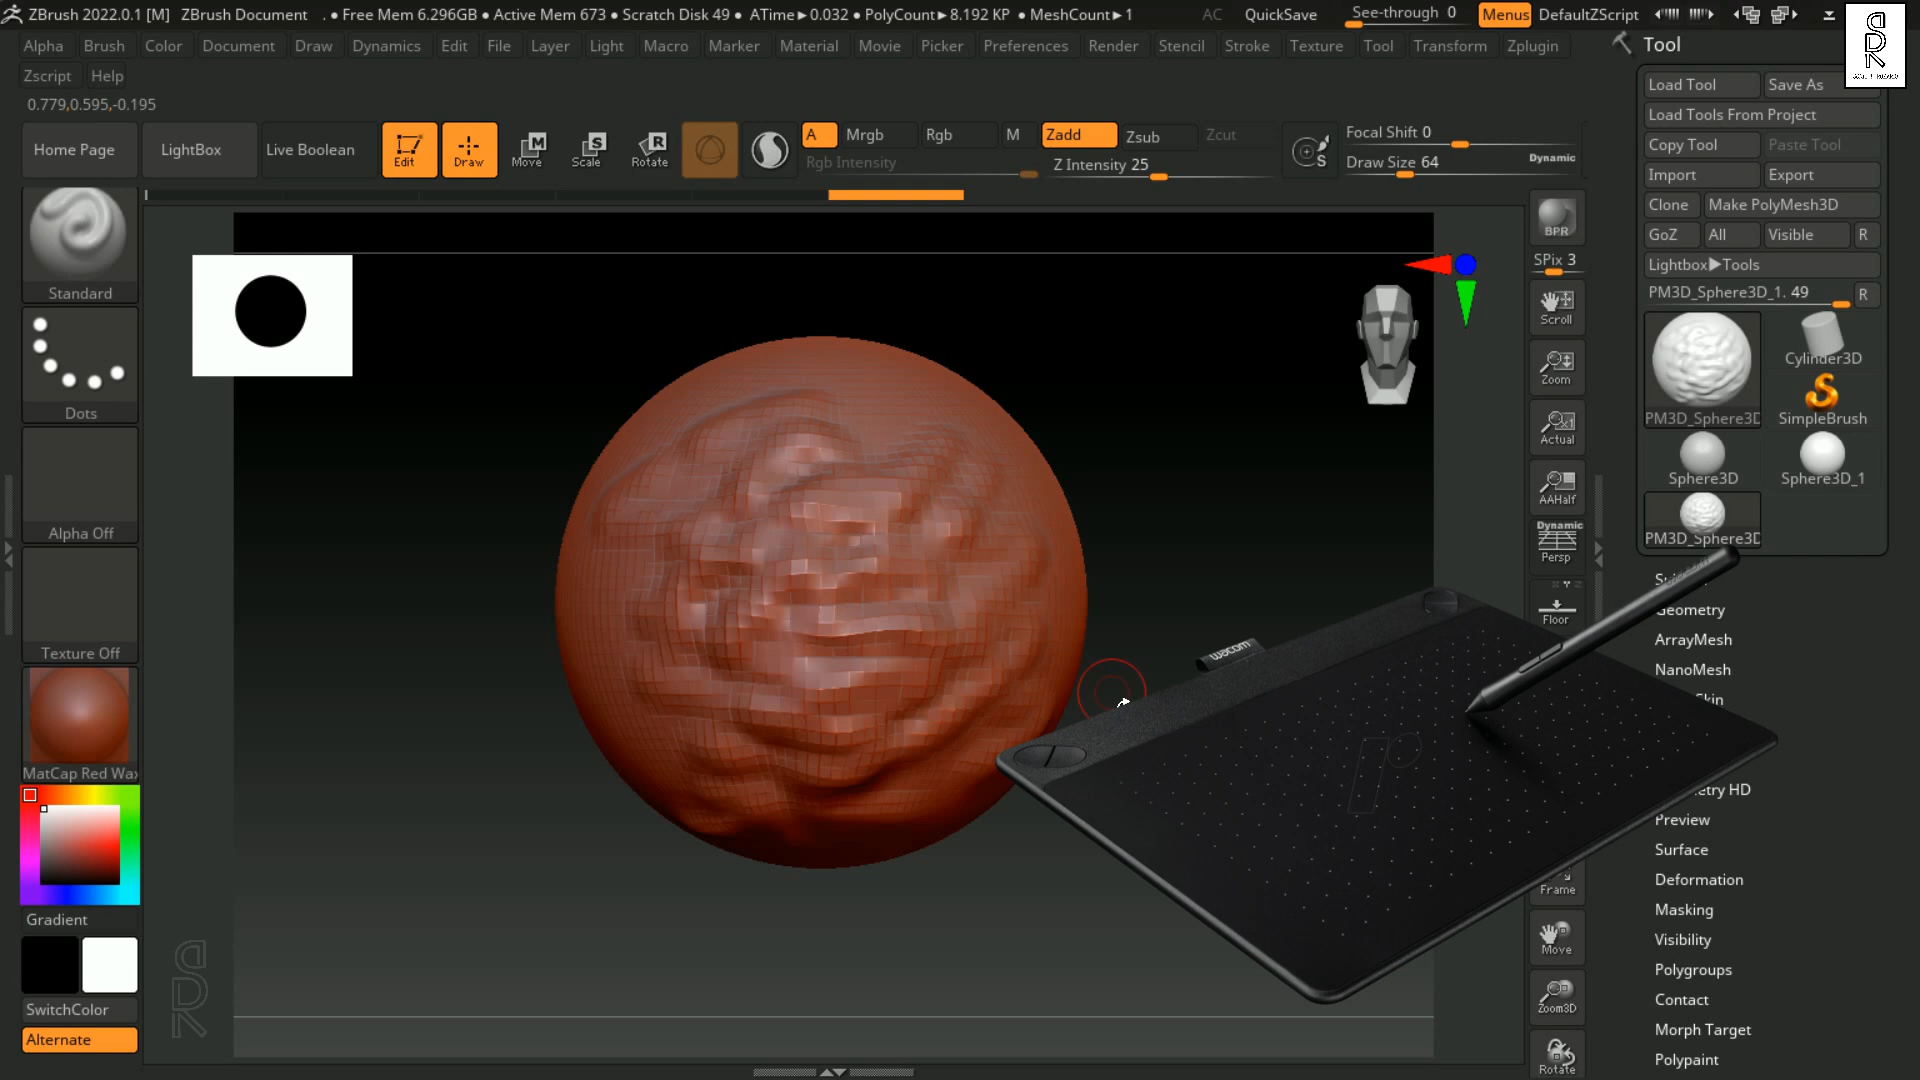 ZBrush 2022.0.1 [M] ZBrush Document . • Free Mem 6.296GB • Active Mem 673 • Scratch Disk 49 • ATime▸0.032 • PolyCount▸8.192 KP • MeshCount▸1 AC QuickSave See-through 0 Menus DefaultZScript
Alpha Brush Color Document Draw Dynamics Edit File Layer Light Macro Marker Material Movie Picker Preferences Render Stencil Stroke Texture Tool Transform Zplugin
Zscript Help
0.779,0.595,-0.195
Home Page LightBox Live Boolean Edit Draw Move Scale Rotate
M
S
R
A Mrgb Rgb M Zadd Zsub Zcut
Rgb Intensity Z Intensity 25
S
Focal Shift 0
Draw Size 64 Dynamic
Standard
Dots
Alpha Off
Texture Off
MatCap Red Wax
Gradient
SwitchColor
Alternate
SDR
wacom
BPR
SPix 3
Scroll
Zoom
Actual
AAHalf
Dynamic
Persp
Floor
Frame
Move
Zoom3D
Rotate
Tool
SDR
Load Tool Save As
Load Tools From Project
Copy Tool Paste Tool
Import Export
Clone Make PolyMesh3D
GoZ All Visible R
Lightbox▸Tools
PM3D_Sphere3D_1. 49 R
PM3D_Sphere3D Cylinder3D
SimpleBrush
Sphere3D Sphere3D_1
PM3D_Sphere3D
Geometry
ArrayMesh
NanoMesh
Preview
Surface
Deformation
Masking
Visibility
Polygroups
Contact
Morph Target
Polypaint